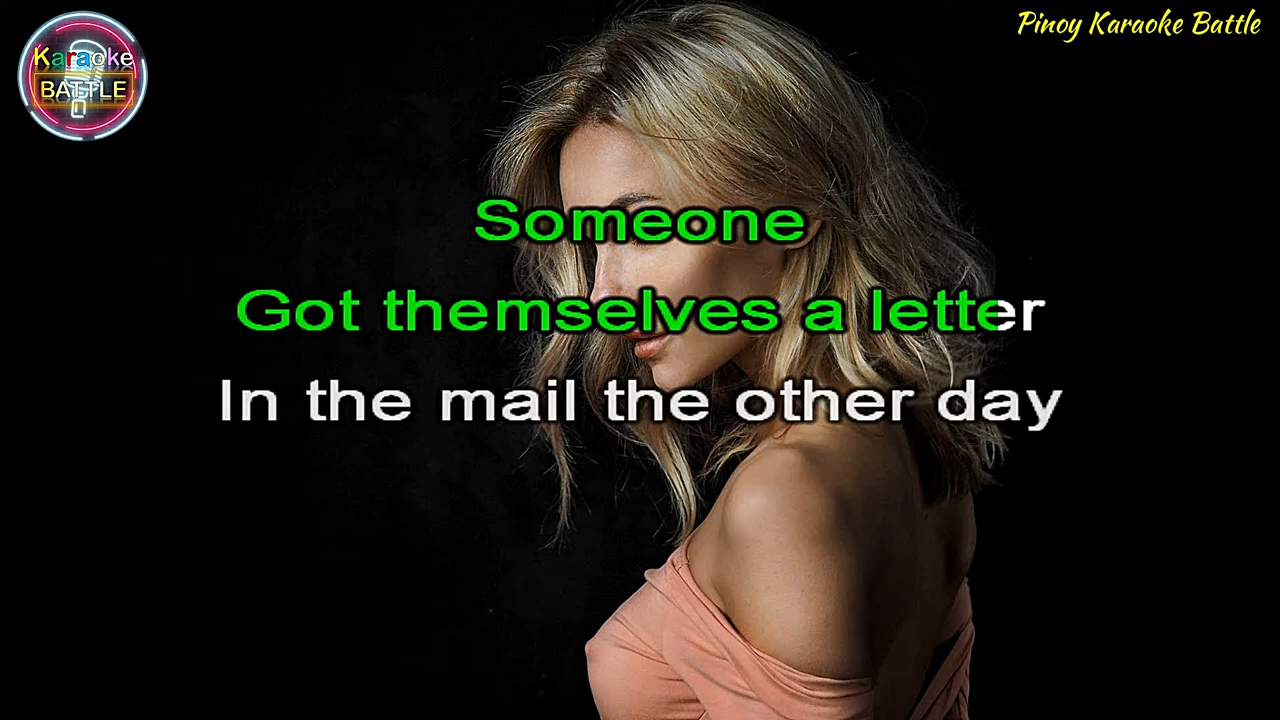 Karaoke
BATTLE
Pinoy Karaoke Battle
Someone
Got themselves a letter
In the mail the other day